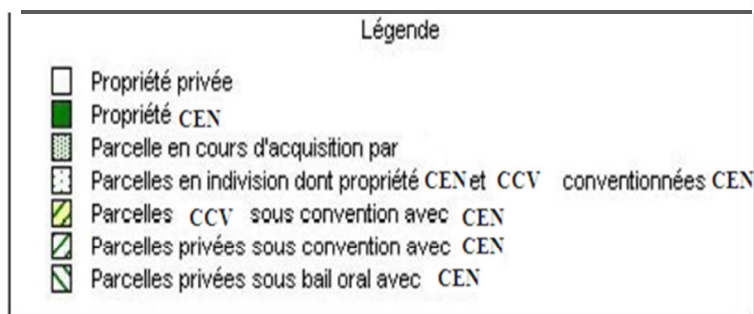 Légende
Propriété privée
Propriété CEN
Parcelle en cours d'acquisition par
Parcelles en indivision dont propriété CEN et CCV conventionnées CEN
Parcelles CCV sous convention avec CEN
Parcelles privées sous convention avec CEN
Parcelles privées sous bail oral avec CEN